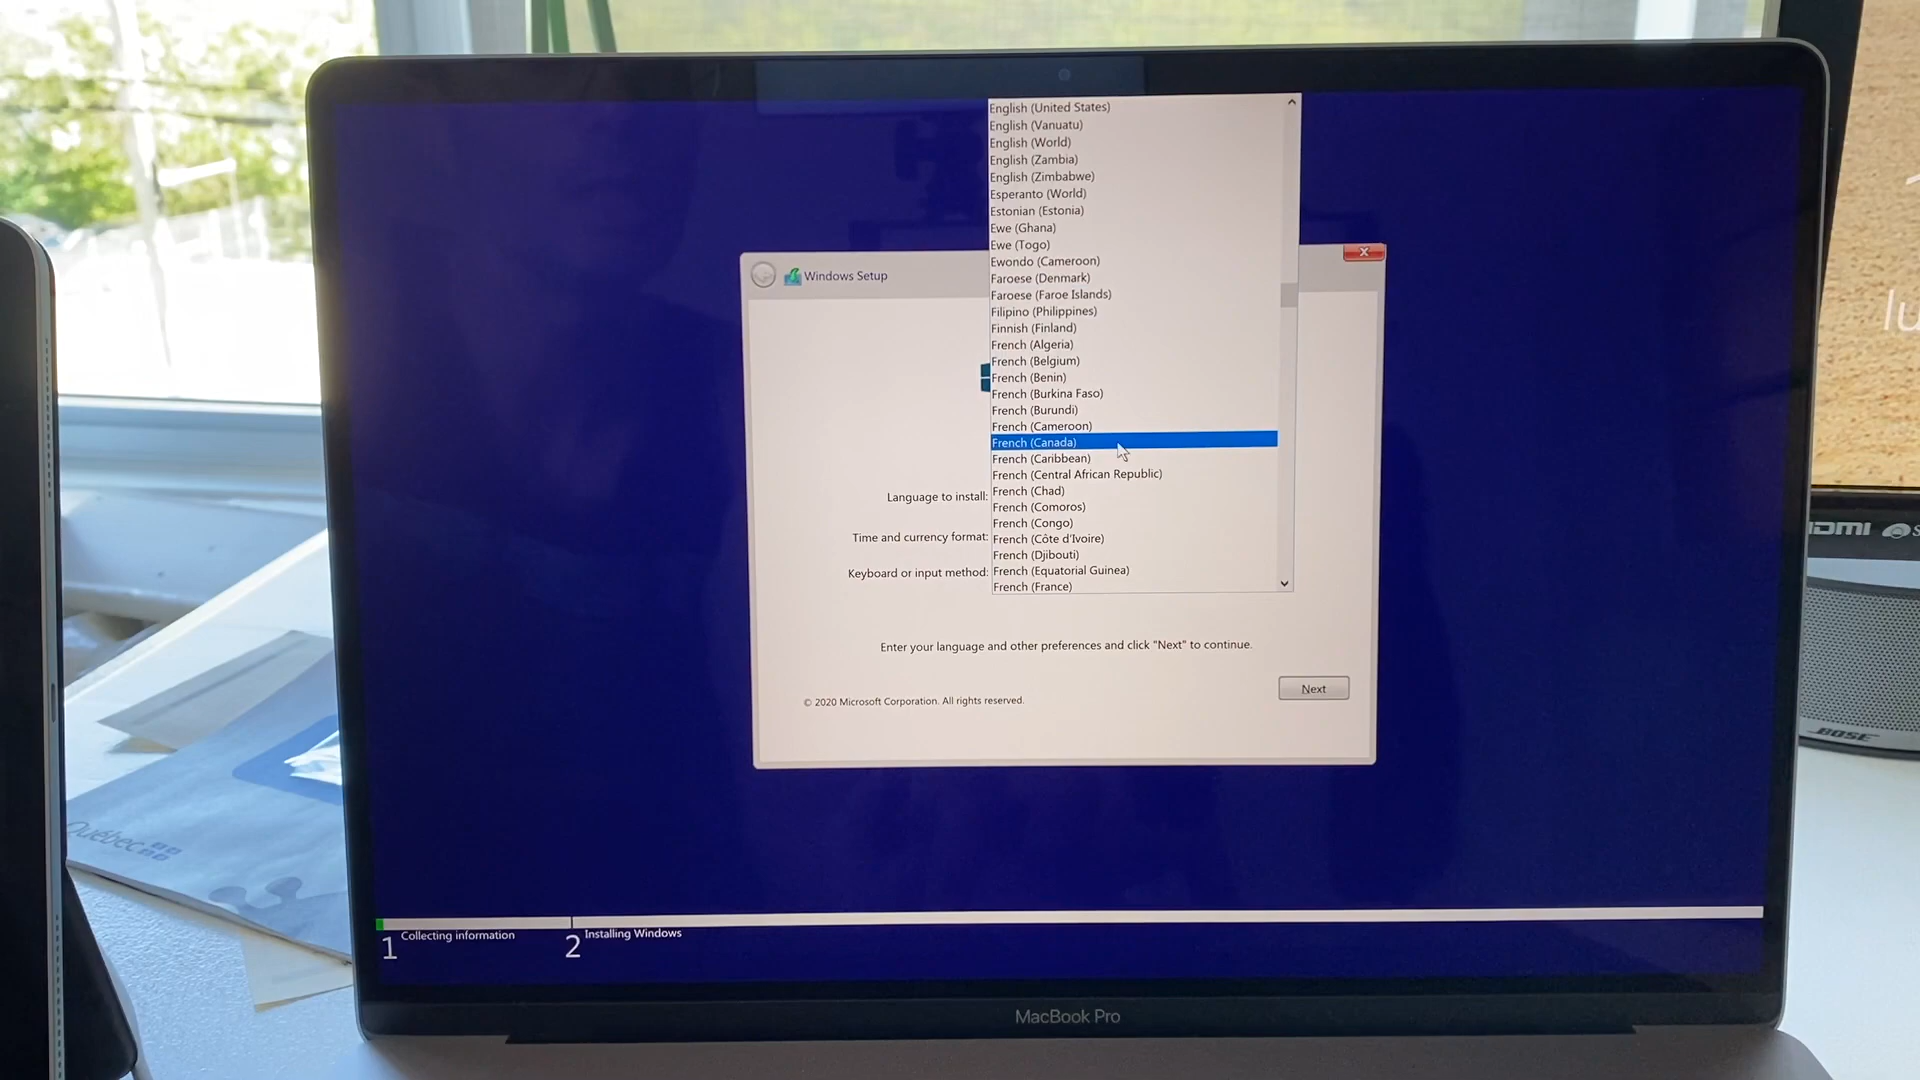 English (United States)
English (Vanuatu)
English (World)
English (Zambia)
English (Zimbabwe)
Esperanto (World)
Estonian (Estonia)
Ewe (Ghana)
Ewe (Togo)
Ewondo (Cameroon)
Faroese (Denmark)
Faroese (Faroe Islands)
Filipino (Philippines)
Finnish (Finland)
French (Algeria)
French (Belgium)
French (Benin)
French (Burkina Faso)
French (Burundi)
French (Cameroon)
French (Canada)
French (Caribbean)
French (Central African Republic)
French (Chad)
French (Comoros)
French (Congo)
French (Côte d'Ivoire)
French (Djibouti)
French (Equatorial Guinea)
French (France)
Windows Setup
Language to install:
Time and currency format:
Keyboard or input method:
Enter your language and other preferences and click "Next" to continue.
Next
© 2020 Microsoft Corporation. All rights reserved.
1 Collecting information
2 Installing Windows
MacBook Pro
Québec
BOSE